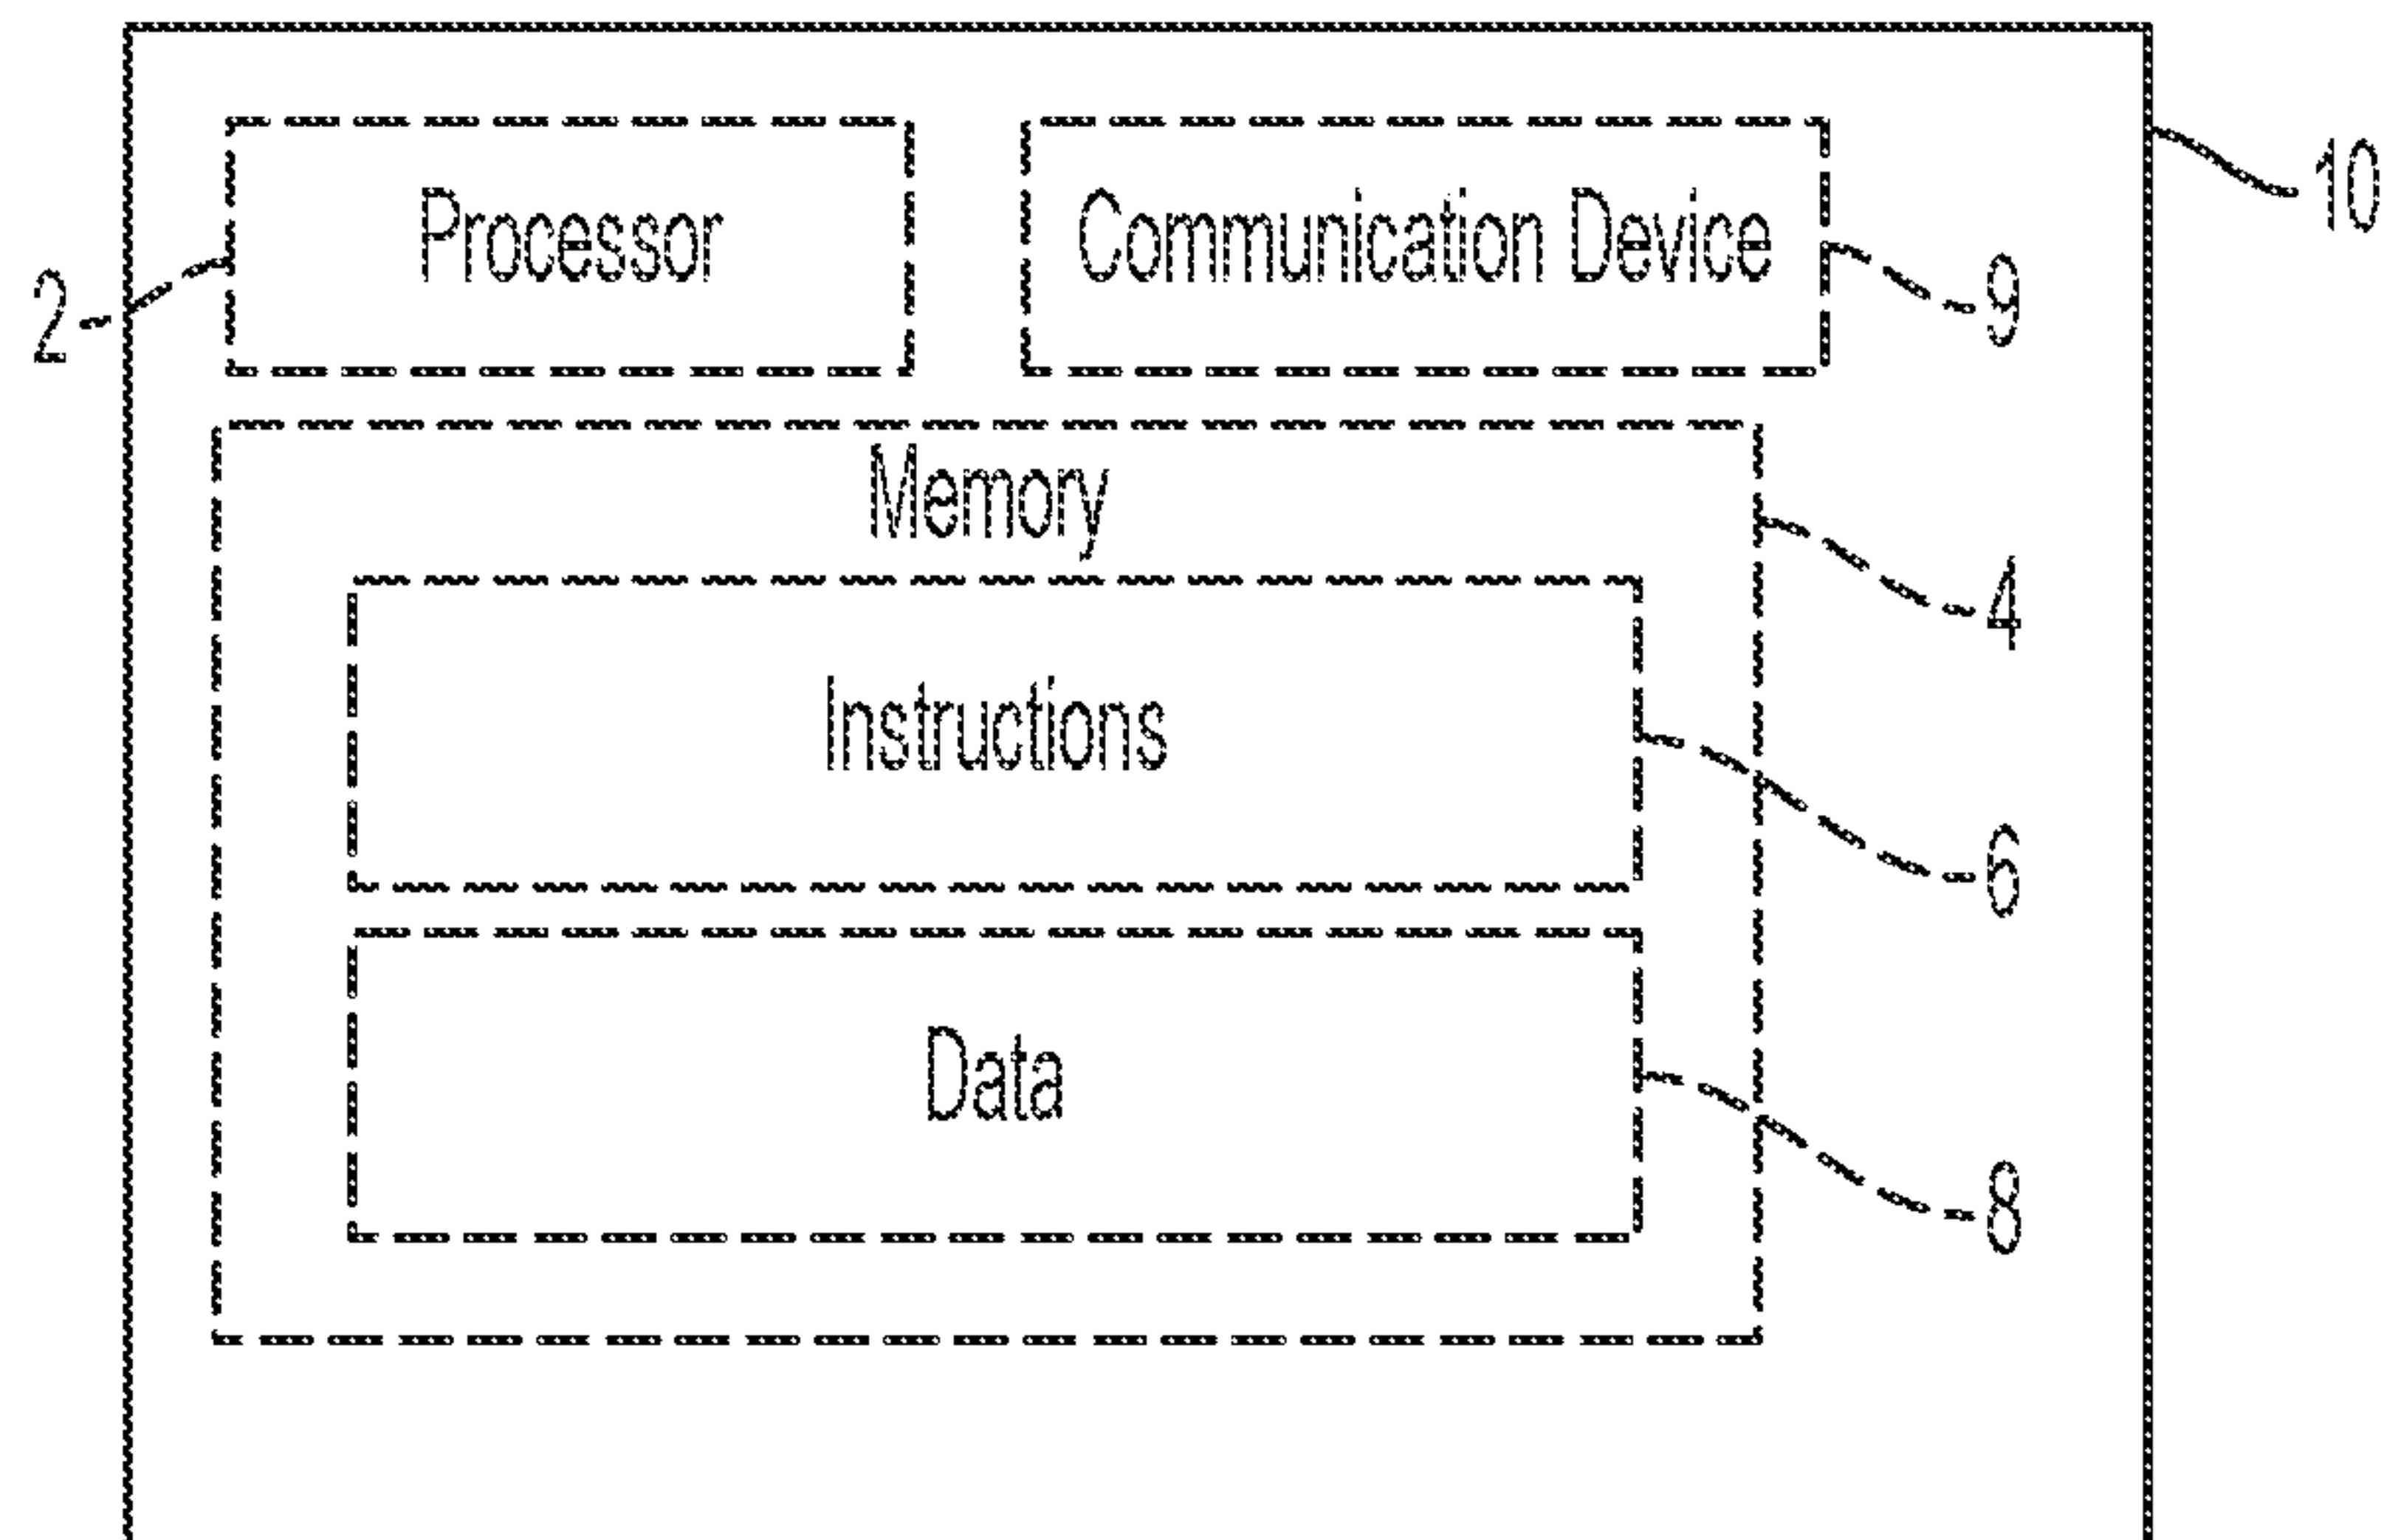 10
Processor
Communication Device
2
9
Memory
4
Instructions
6
Data
8